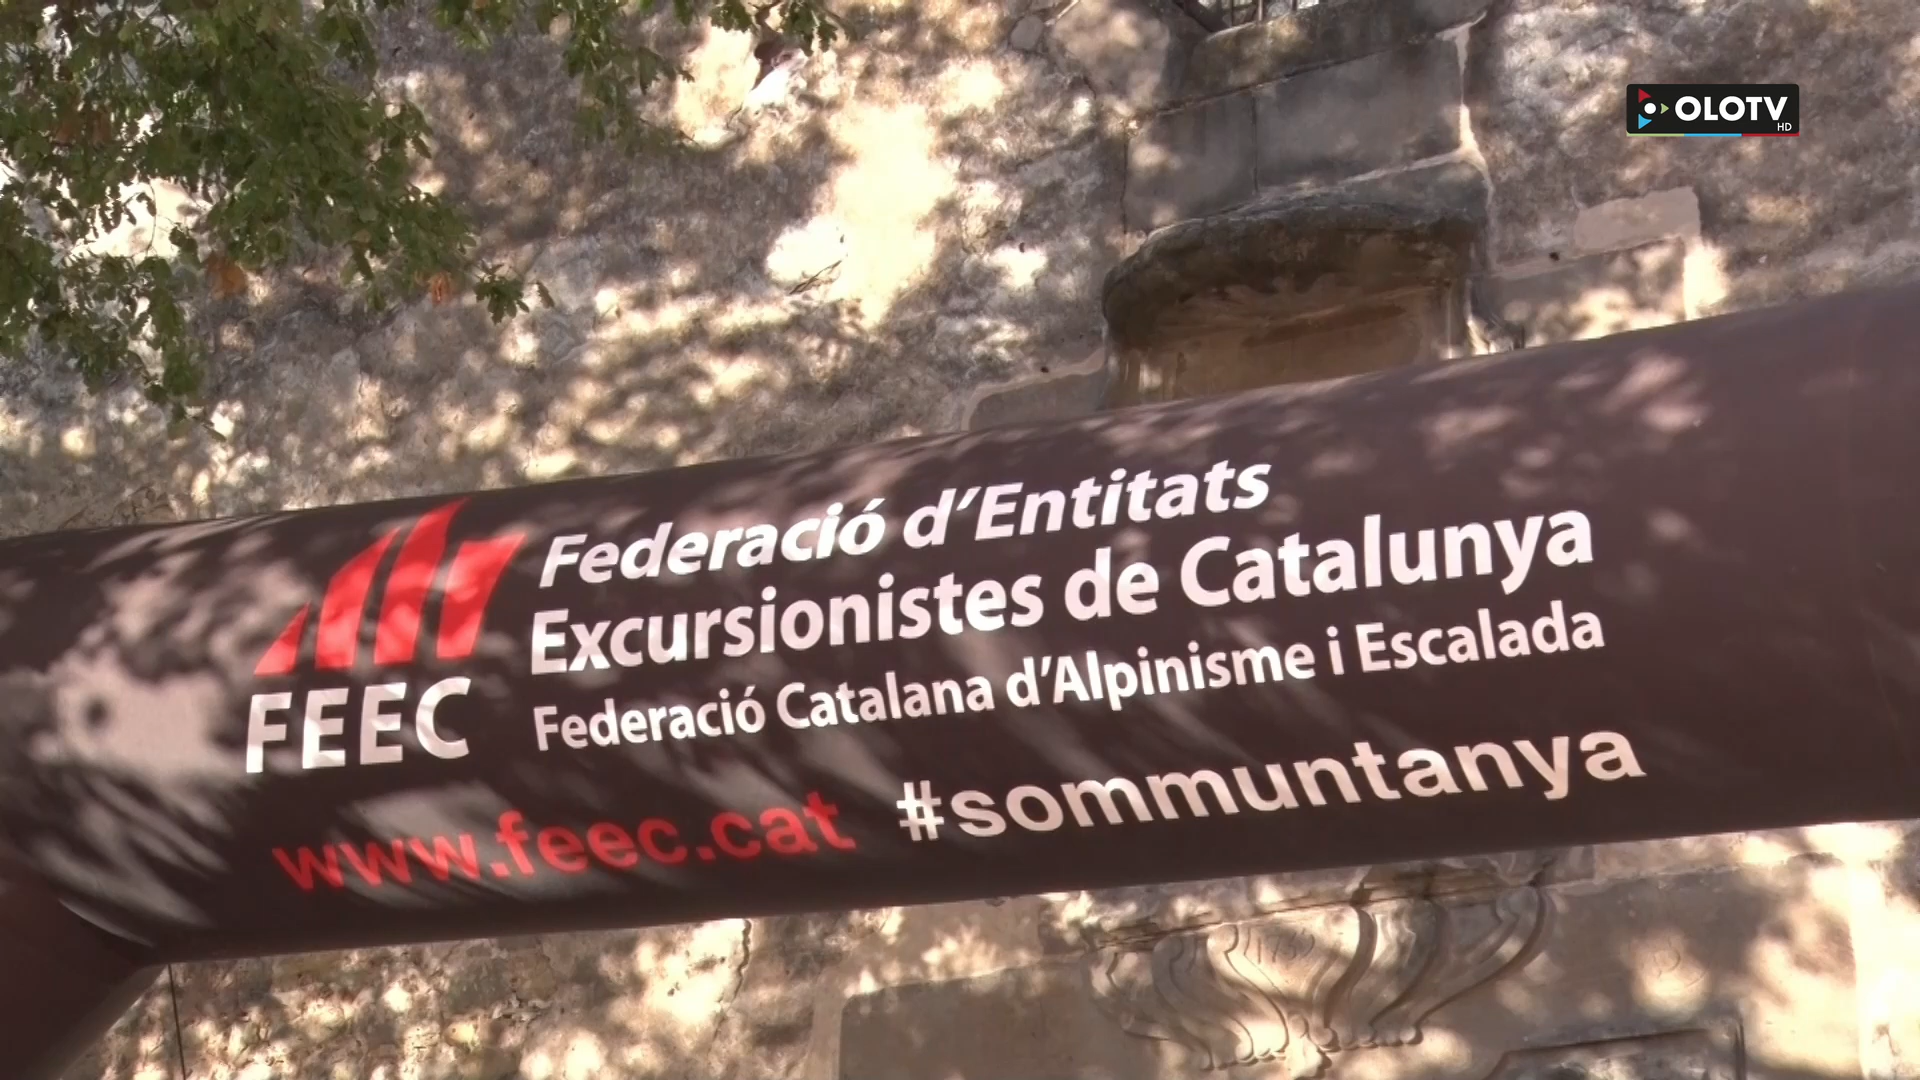 OLOTV
HD
Federació d'Entitats
Excursionistes de Catalunya
Federació Catalana d'Alpinisme i Escalada
FEEC
www.feec.cat #sommuntanya